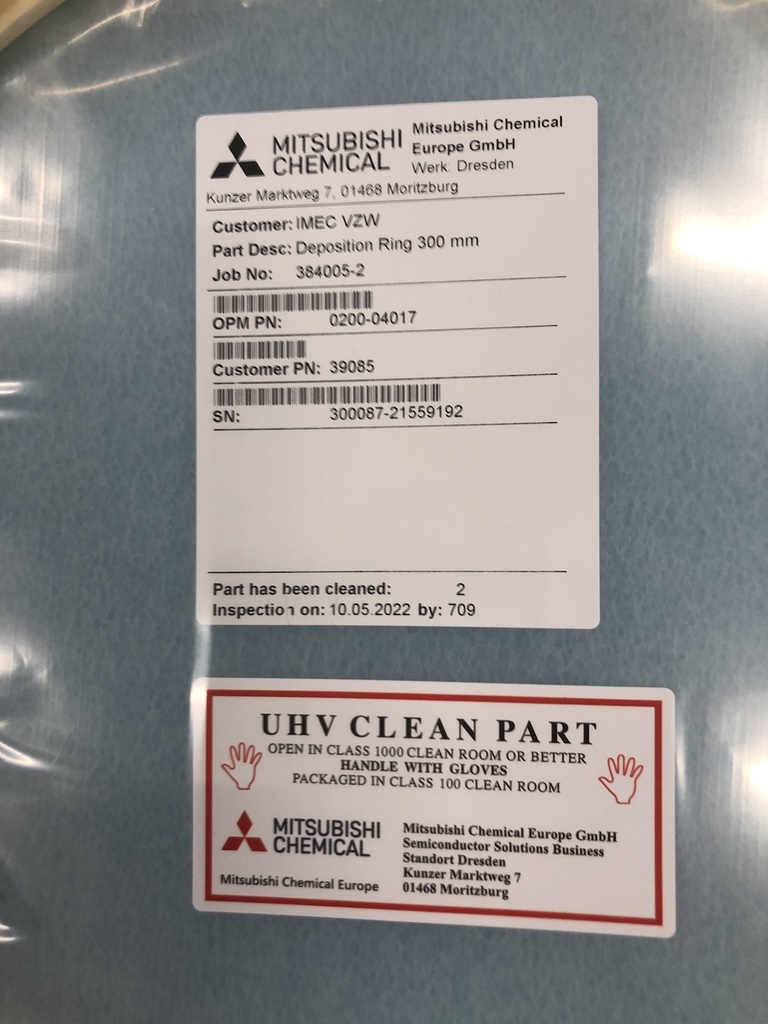 MITSUBISHI
CHEMICAL
Mitsubishi Chemical
Europe GmbH
Werk: Dresden
Kunzer Marktweg 7, 01468 Moritzburg
Customer: IMEC VZW
Part Desc: Deposition Ring 300 mm
Job No: 384005-2
OPM PN: 0200-04017
Customer PN: 39085
SN: 300087-21559192
Part has been cleaned: 2
Inspection on: 10.05.2022 by: 709
UHV CLEAN PART
OPEN IN CLASS 1000 CLEAN ROOM OR BETTER
HANDLE WITH GLOVES
PACKAGED IN CLASS 100 CLEAN ROOM
MITSUBISHI
CHEMICAL
Mitsubishi Chemical Europe
Mitsubishi Chemical Europe GmbH
Semiconductor Solutions Business
Standort Dresden
Kunzer Marktweg 7
01468 Moritzburg